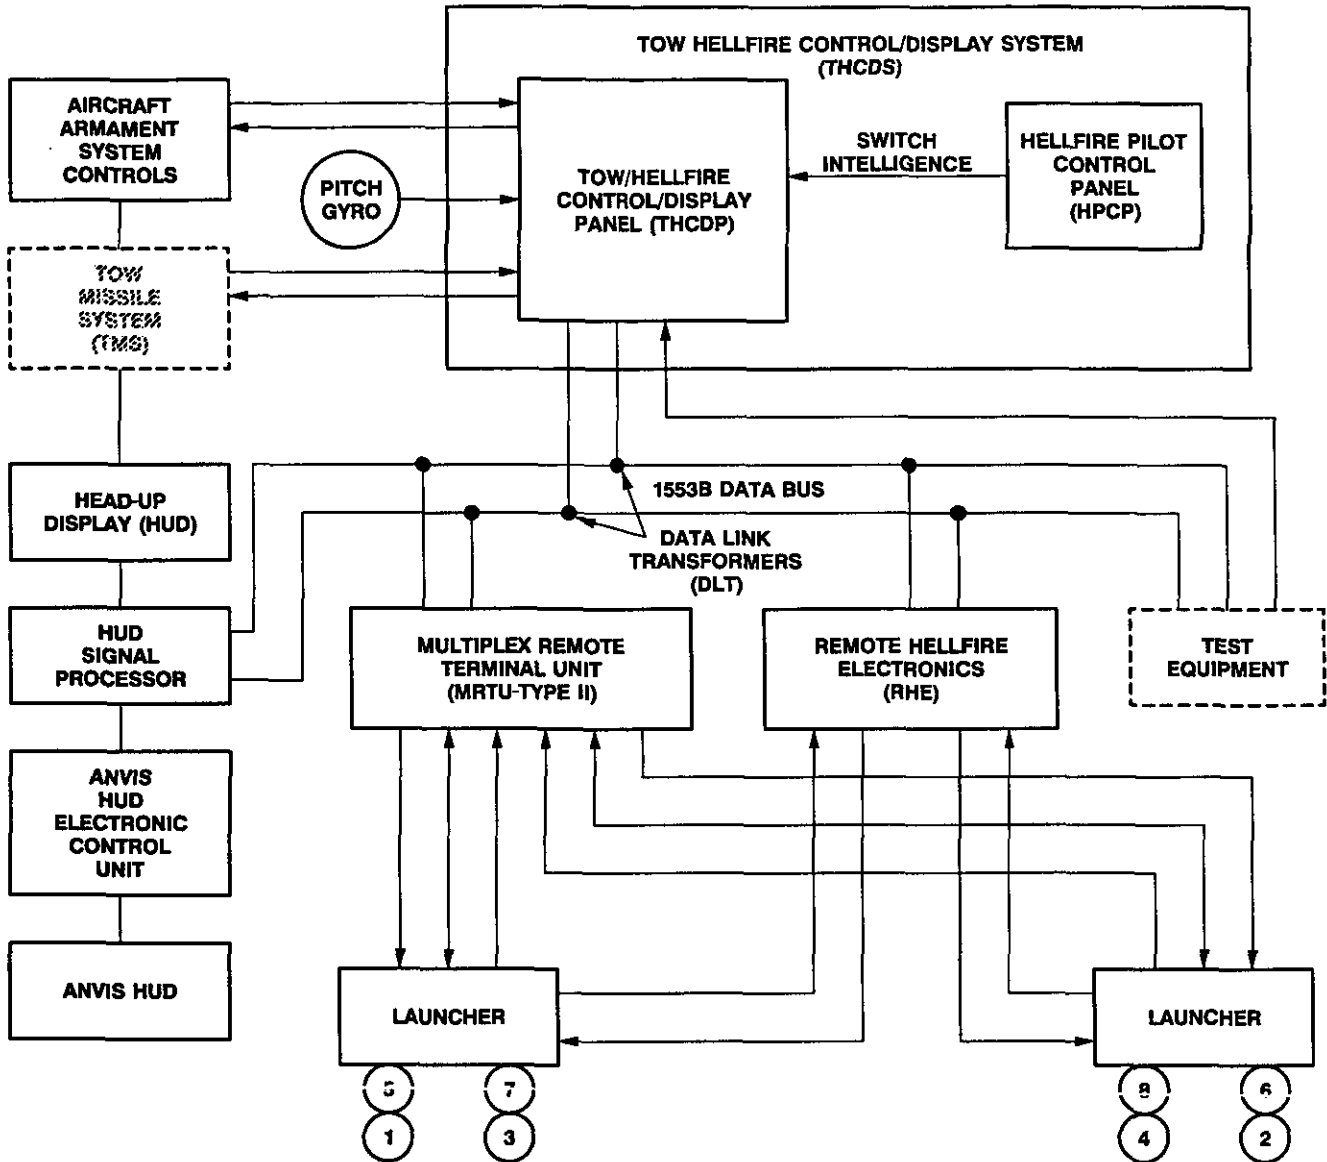 TOW HELLFIRE CONTROL/DISPLAY SYSTEM
(THCDS)
AIRCRAFT
ARMAMENT
SYSTEM
CONTROLS
PITCH
GYRO
TOW/HELLFIRE
CONTROL/DISPLAY
PANEL (THCDP)
SWITCH
INTELLIGENCE
HELLFIRE PILOT
CONTROL
PANEL
(HPCP)
TOW
MISSILE
SYSTEM
(TMS)
HEAD-UP
DISPLAY (HUD)
1553B DATA BUS
DATA LINK
TRANSFORMERS
(DLT)
HUD
SIGNAL
PROCESSOR
MULTIPLEX REMOTE
TERMINAL UNIT
(MRTU-TYPE II)
REMOTE HELLFIRE
ELECTRONICS
(RHE)
TEST
EQUIPMENT
ANVIS
HUD
ELECTRONIC
CONTROL
UNIT
ANVIS HUD
LAUNCHER
LAUNCHER
5 7 8 6
1 3 4 2